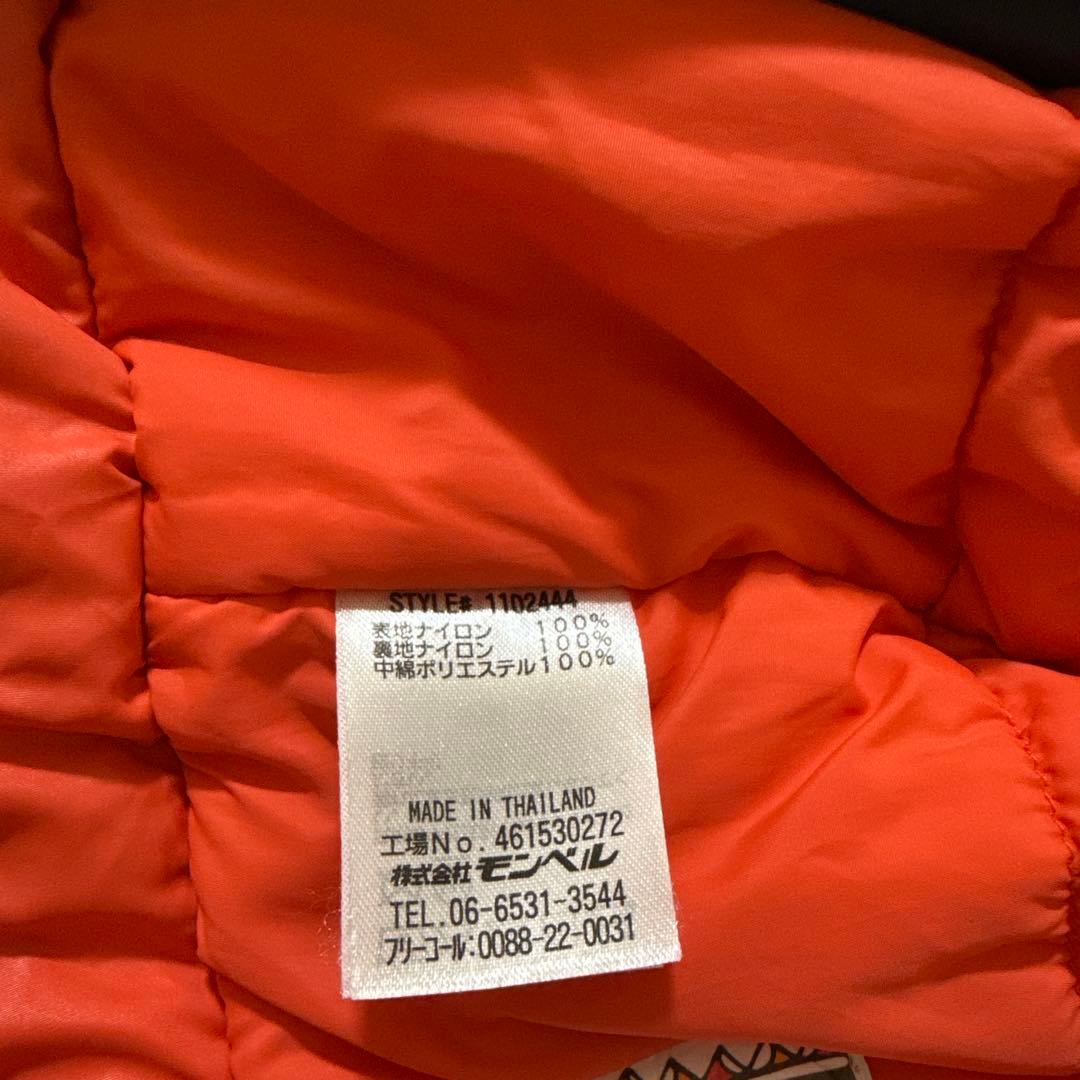 STYLE# 1102444
表地ナイロン 100%
裏地ナイロン 100%
中綿ポリエステル100%
MADE IN THAILAND
工場No. 461530272
株式会社 モンベル
TEL.06-6531-3544
フリーコール:0088-22-0031